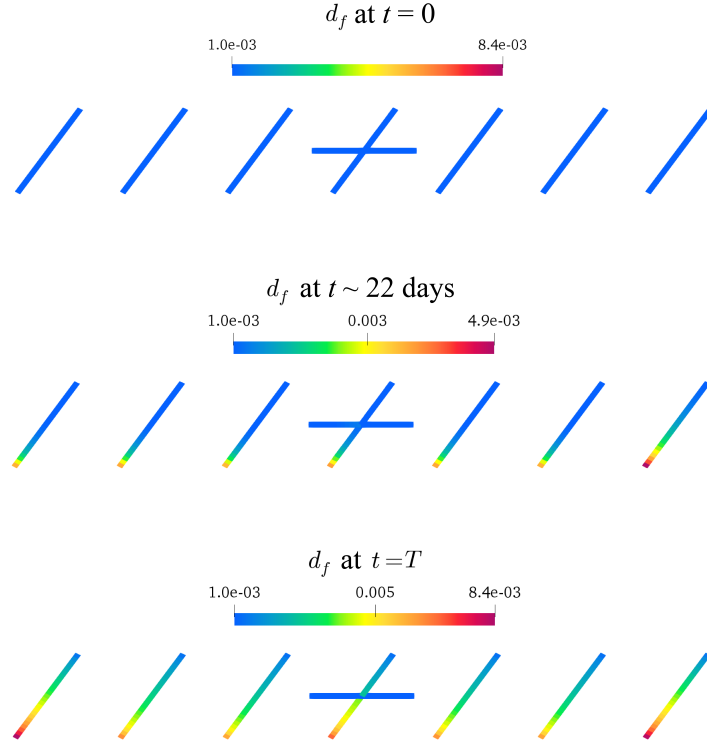 d_f at t = 0
1.0e-03 8.4e-03
d_f at t ~ 22 days
1.0e-03 0.003 4.9e-03
d_f at t = T
1.0e-03 0.005 8.4e-03